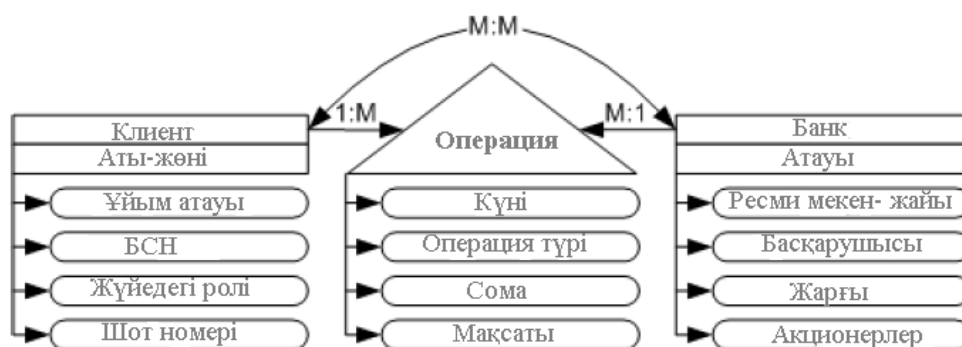 M:M
1:M
M:1
Клиент
Аты-жөні
Ұйым атауы
БСН
Жүйедегі ролі
Шот номері
Операция
Күні
Операция түрі
Сома
Мақсаты
Банк
Атауы
Ресми мекен- жайы
Басқарушысы
Жарғы
Акционерлер